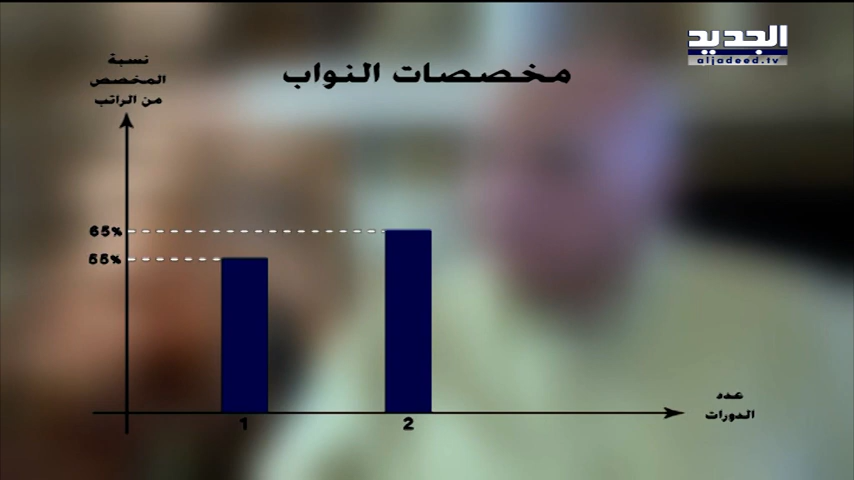 الجديد
aljadeed.tv
مخصصات النواب
نسبة
المخصص
من الراتب
65%
55%
1
2
عدد
الدورات